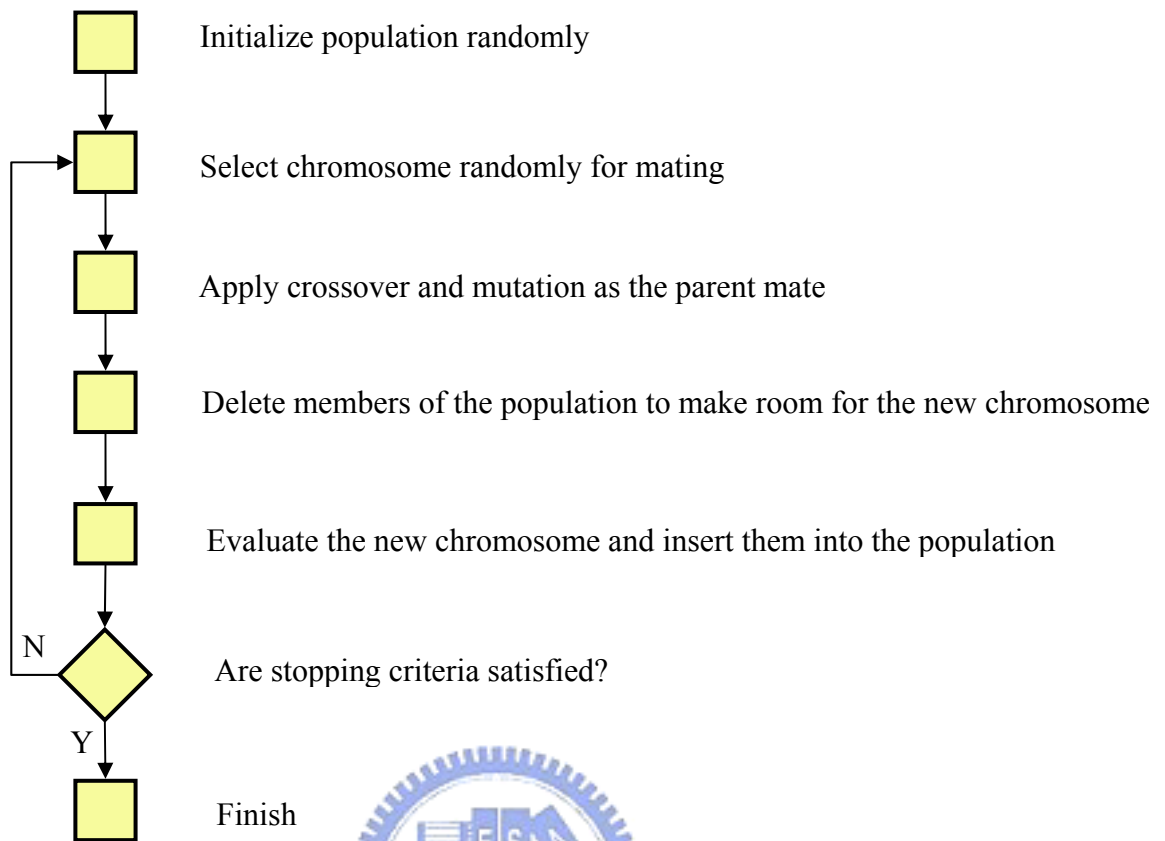 Initialize population randomly
Select chromosome randomly for mating
Apply crossover and mutation as the parent mate
Delete members of the population to make room for the new chromosome
Evaluate the new chromosome and insert them into the population
N
Are stopping criteria satisfied?
Y
Finish